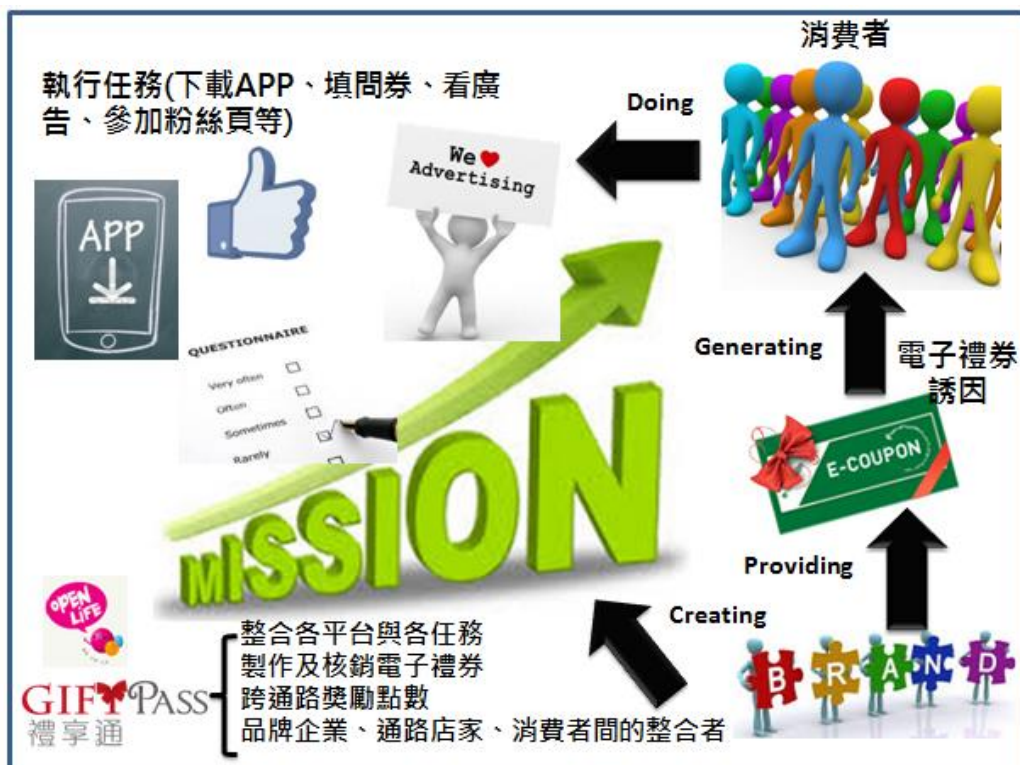 消費者
執行任務(下載APP、填問券、看廣
告、參加粉絲頁等)
Doing
We
Advertising
APP
QUESTIONNAIRE
Very often
Often
Sometimes
Rarely
Generating
電子禮券
誘因
E-COUPON
MISSION
Providing
Creating
BRAND
OPEN
LiFE
GIFTPASS
禮享通
整合各平台與各任務
製作及核銷電子禮券
跨通路獎勵點數
品牌企業、通路店家、消費者間的整合者